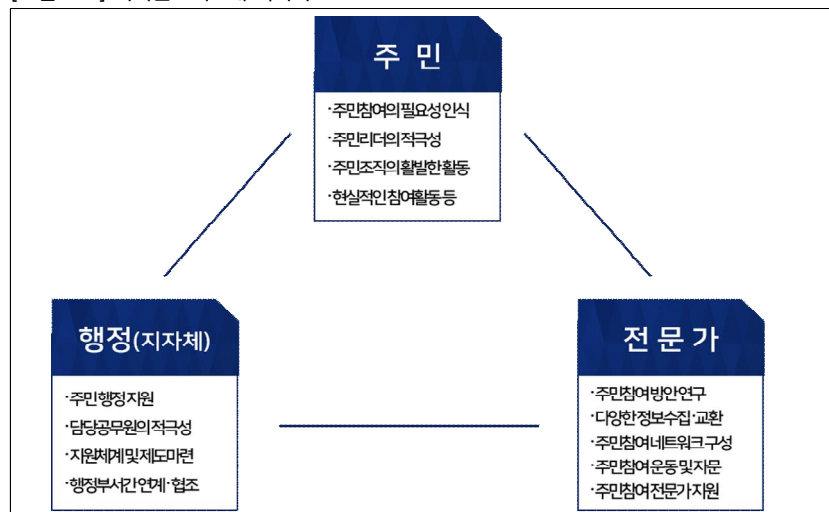 주 민
·주민참여의 필요성 인식
·주민리더의 적극성
·주민조직의 활발한 활동
·현실적인 참여활동 등
행정(지자체)
·주민 행정 지원
·담당공무원의 적극성
·지원체계 및 제도마련
·행정부서간 연계·협조
전 문 가
·주민참여 방안 연구
·다양한 정보수집·교환
·주민참여 네트워크 구성
·주민참여 운동 및 자문
·주민참여 전문가 지원